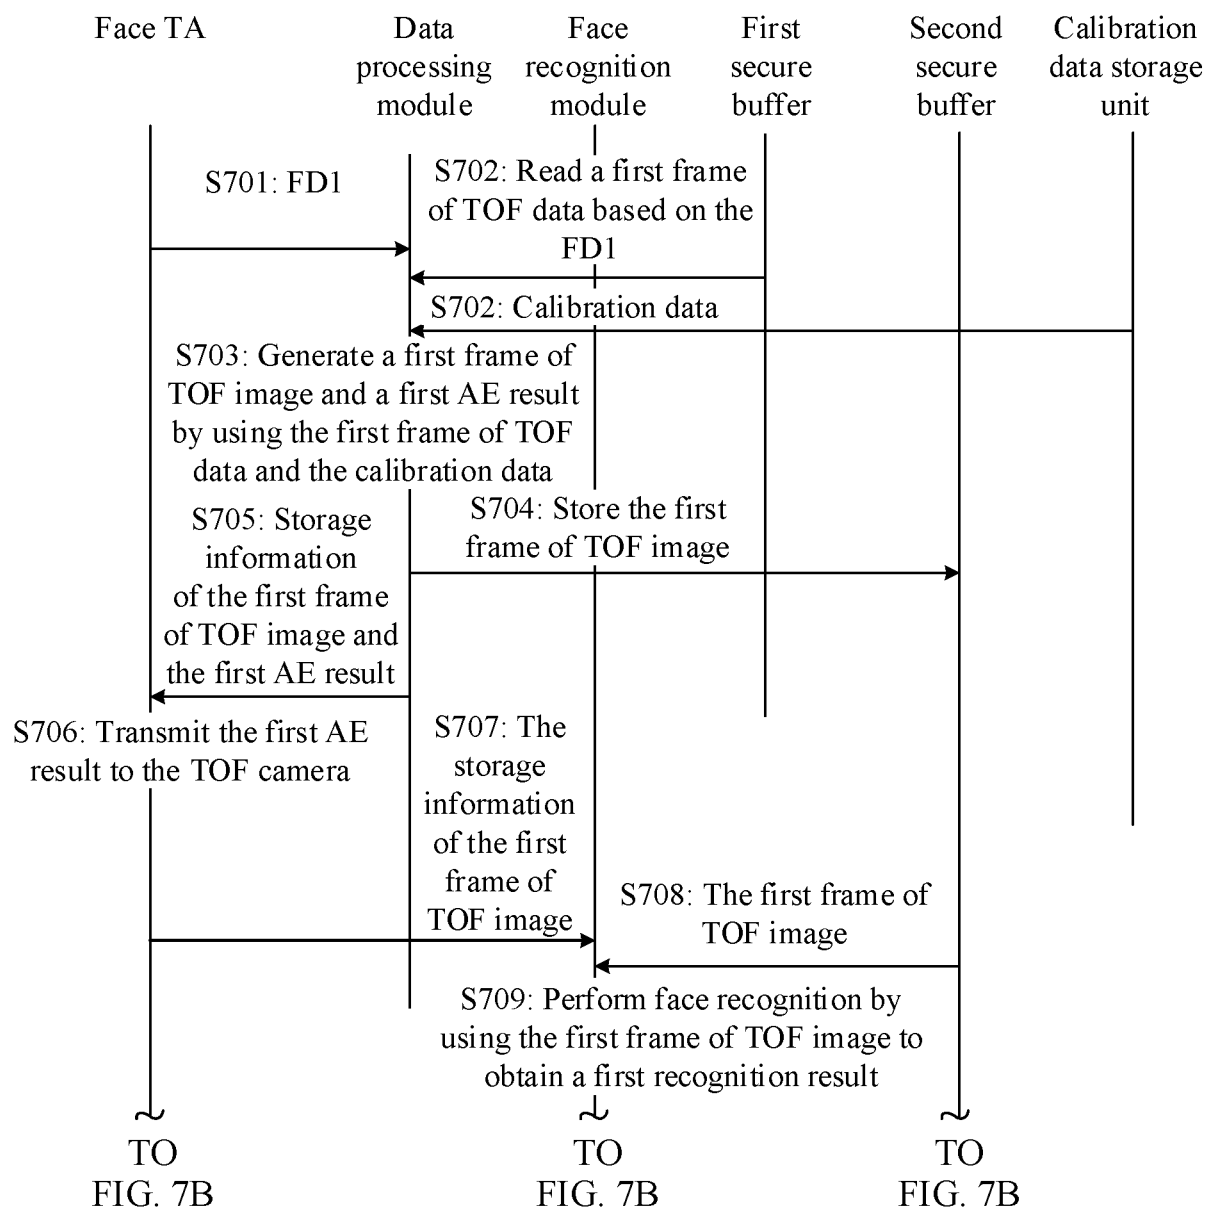 Face TA
Data
processing
module
Face
recognition
module
First
secure
buffer
Second
secure
buffer
Calibration
data storage
unit
S701: FD1
S702: Read a first frame
of TOF data based on the
FD1
S702: Calibration data
S703: Generate a first frame of
TOF image and a first AE result
by using the first frame of TOF
data and the calibration data
S704: Store the first
frame of TOF image
S705: Storage
information
of the first frame
of TOF image and
the first AE result
S706: Transmit the first AE
result to the TOF camera
S707: The
storage
information
of the first
frame of
TOF image
S708: The first frame of
TOF image
S709: Perform face recognition by
using the first frame of TOF image to
obtain a first recognition result
TO
FIG. 7B
TO
FIG. 7B
TO
FIG. 7B